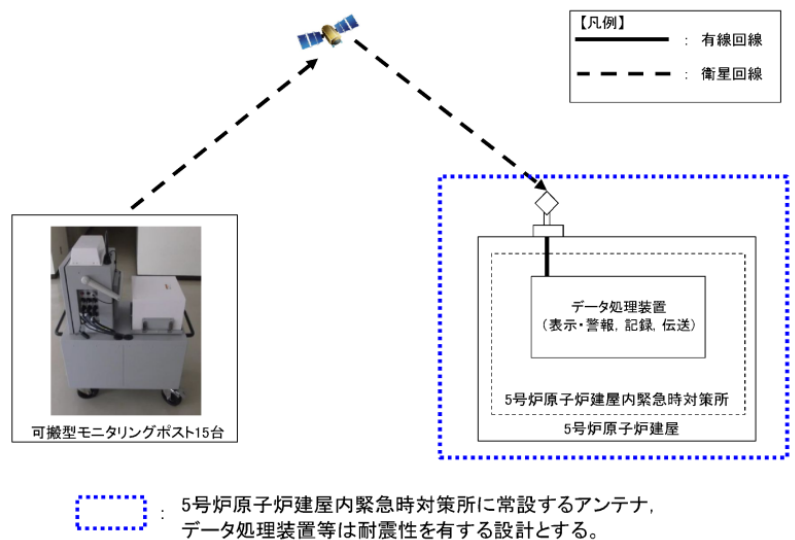 【凡例】
: 有線回線
: 衛星回線
データ処理装置
（表示・警報，記録，伝送）
5号炉原子炉建屋内緊急時対策所
5号炉原子炉建屋
可搬型モニタリングポスト15台
: 5号炉原子炉建屋内緊急時対策所に常設するアンテナ，
データ処理装置等は耐震性を有する設計とする。